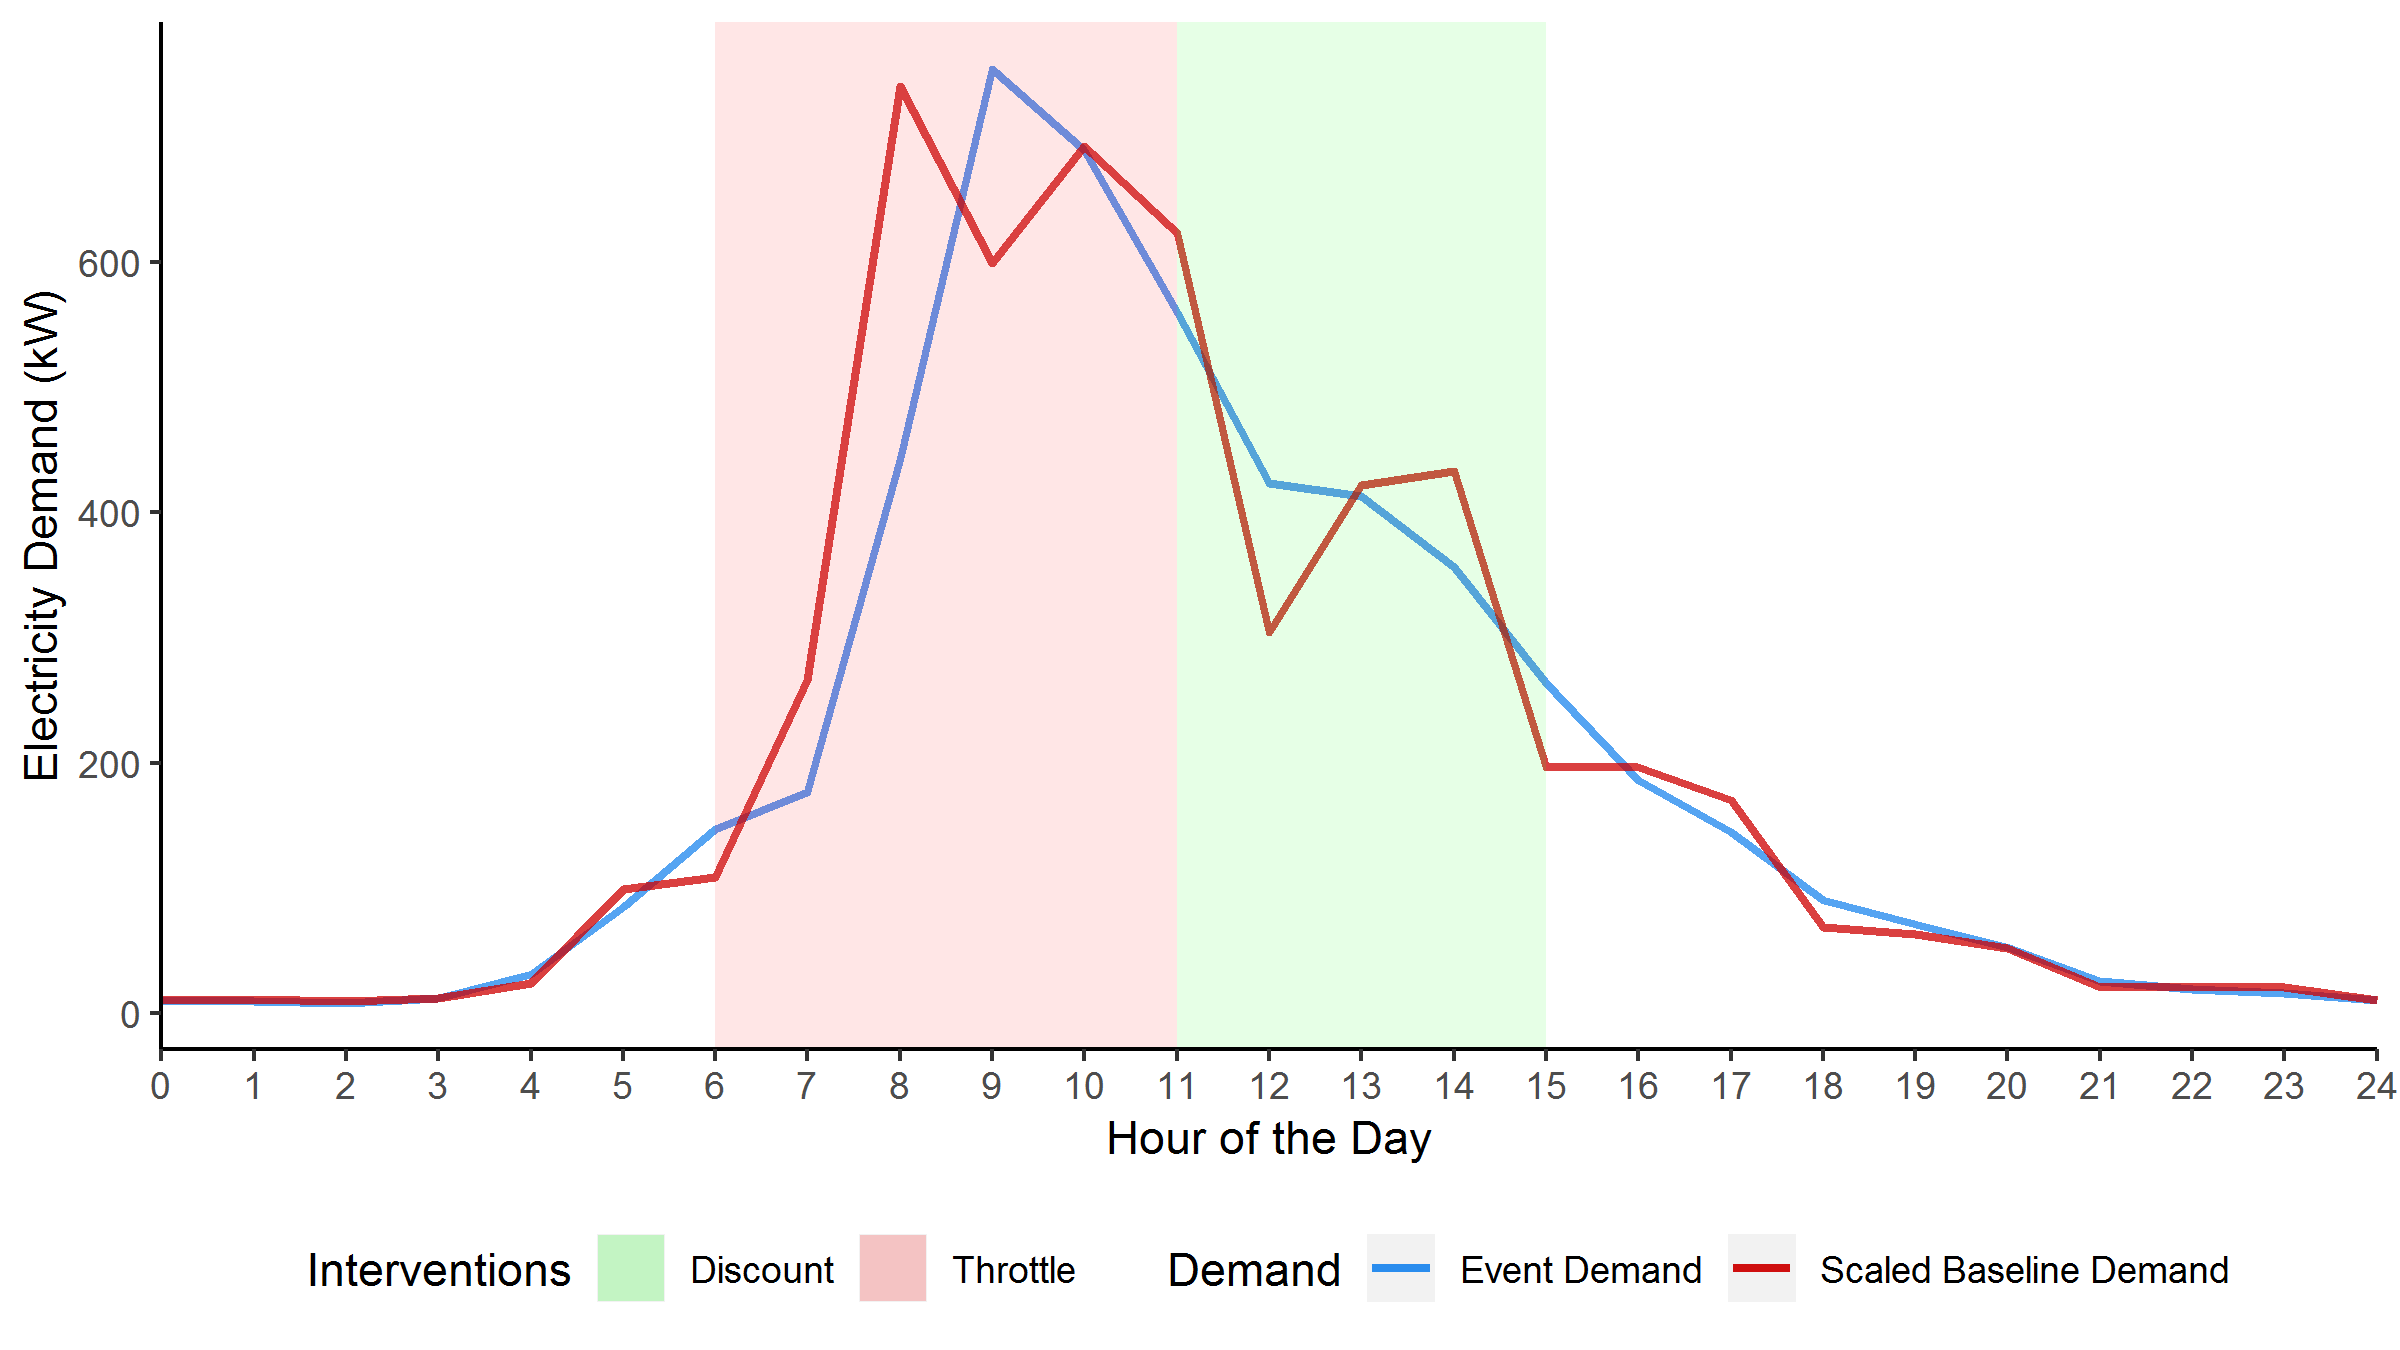 Electricity Demand (kW)
600
400
200
0
0 1 2 3 4 5 6 7 8 9 10 11 12 13 14 15 16 17 18 19 20 21 22 23 24
Hour of the Day
Interventions Discount Throttle Demand Event Demand Scaled Baseline Demand